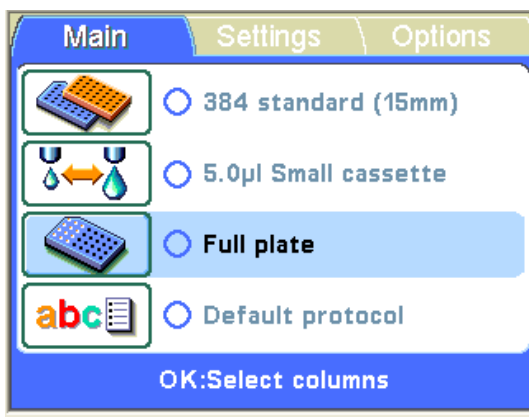 Main Settings Options
384 standard (15mm)
5.0µl Small cassette
Full plate
abc Default protocol
OK:Select columns